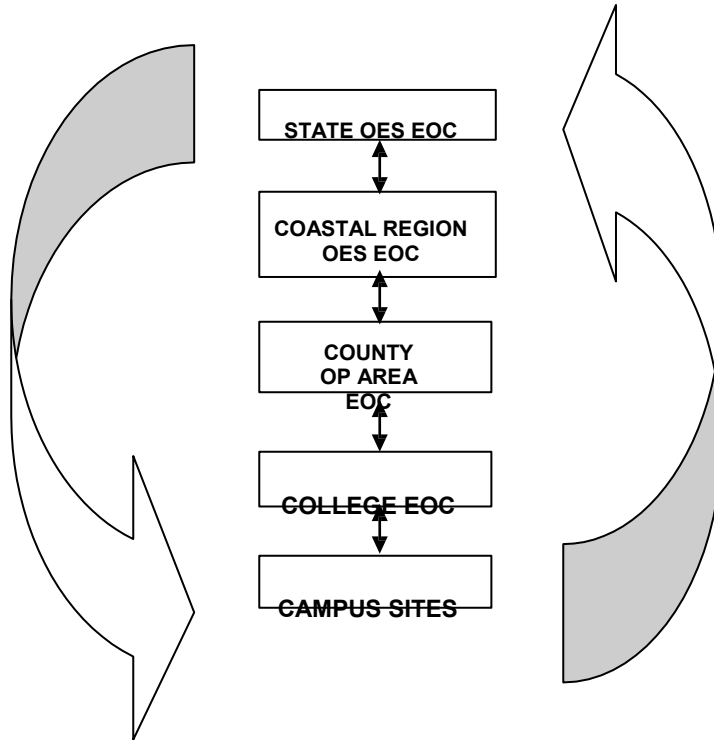 STATE OES EOC
COASTAL REGION
OES EOC
COUNTY
OP AREA
EOC
COLLEGE EOC
CAMPUS SITES